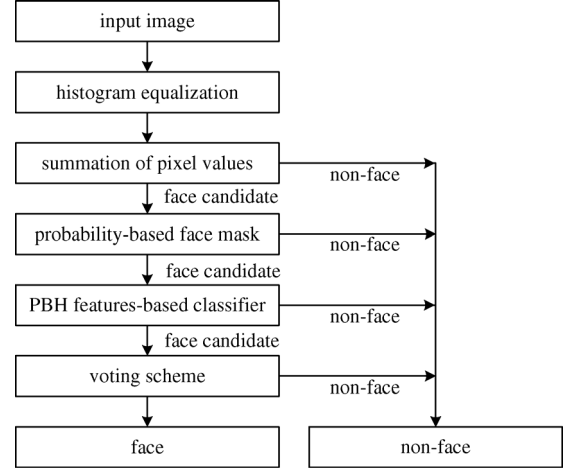 input image
histogram equalization
summation of pixel values
non-face
face candidate
probability-based face mask
non-face
face candidate
PBH features-based classifier
non-face
face candidate
voting scheme
non-face
face
non-face